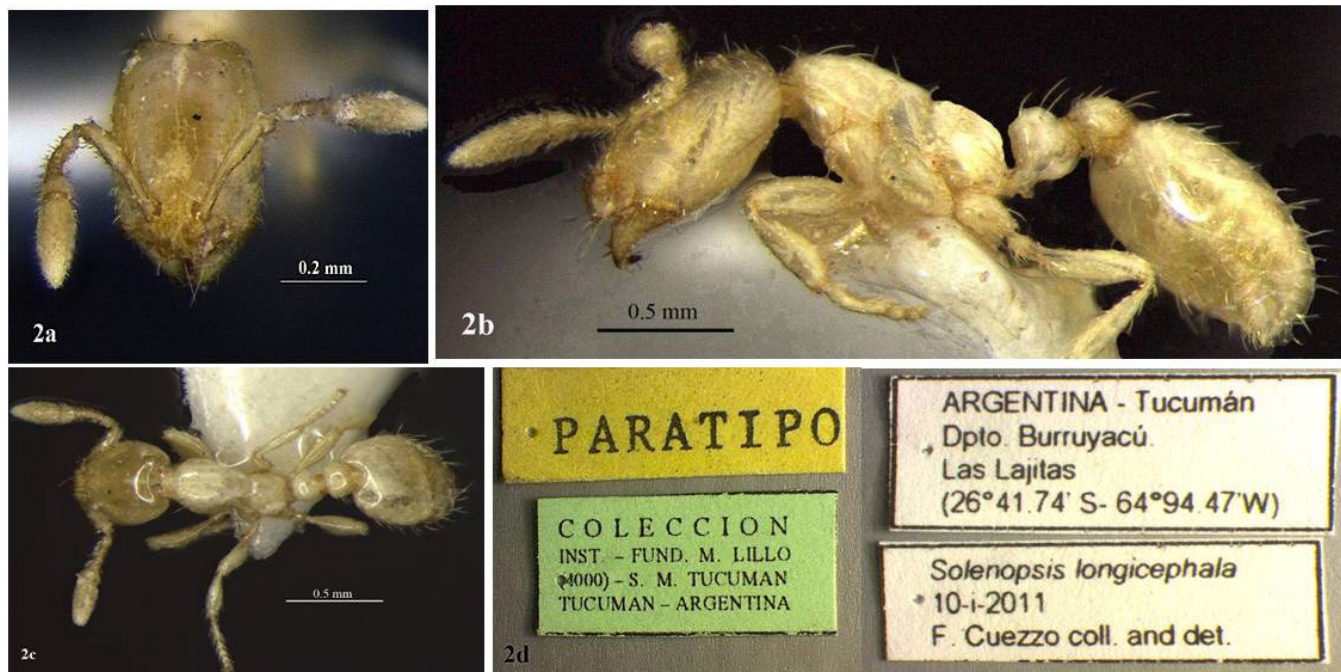 2a
0.2 mm
2b
0.5 mm
2c
0.5 mm
2d
PARATIPO
COLECCION
INST. - FUND. M. LILLO
(4000) - S. M. TUCUMAN
TUCUMAN - ARGENTINA
ARGENTINA - Tucumán
Dpto. Burruyacú.
Las Lajitas
(26°41.74' S- 64°94.47'W)
Solenopsis longicephala
10-i-2011
F. Cuezzo coll. and det.